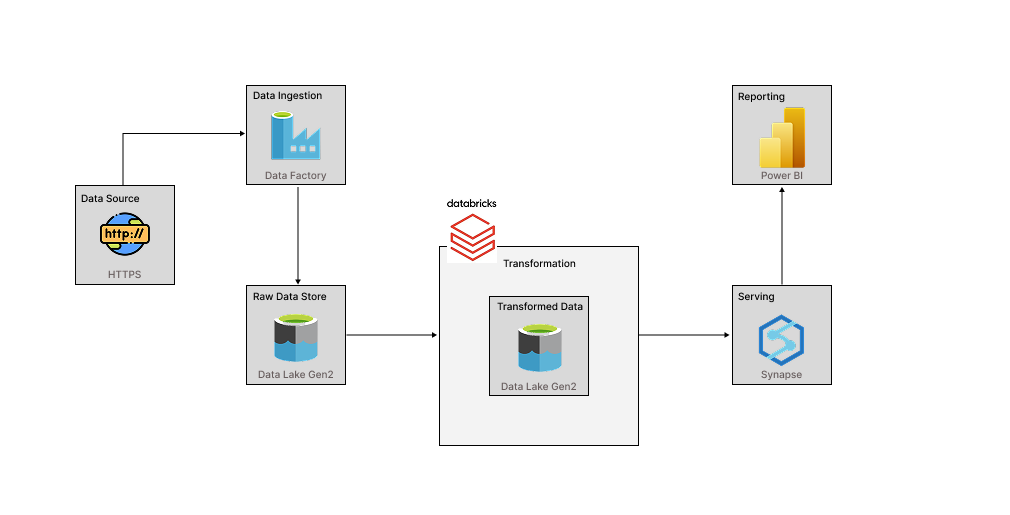 Data Source
http://
HTTPS
Data Ingestion
Data Factory
Raw Data Store
Data Lake Gen2
databricks
Transformation
Transformed Data
Data Lake Gen2
Serving
Synapse
Reporting
Power BI